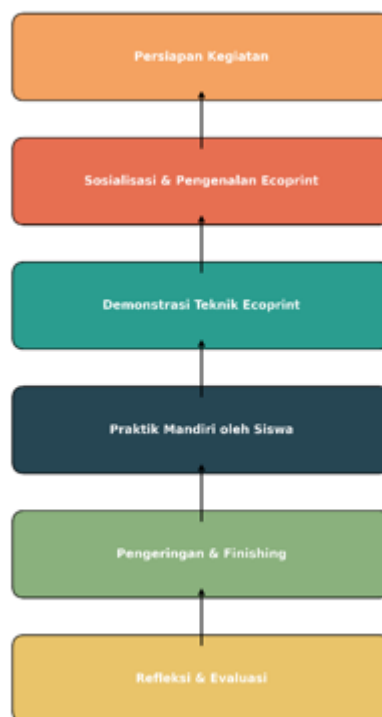 Persiapan Kegiatan
Sosialisasi & Pengenalan Ecoprint
Demonstrasi Teknik Ecoprint
Praktik Mandiri oleh Siswa
Pengeringan & Finishing
Refleksi & Evaluasi